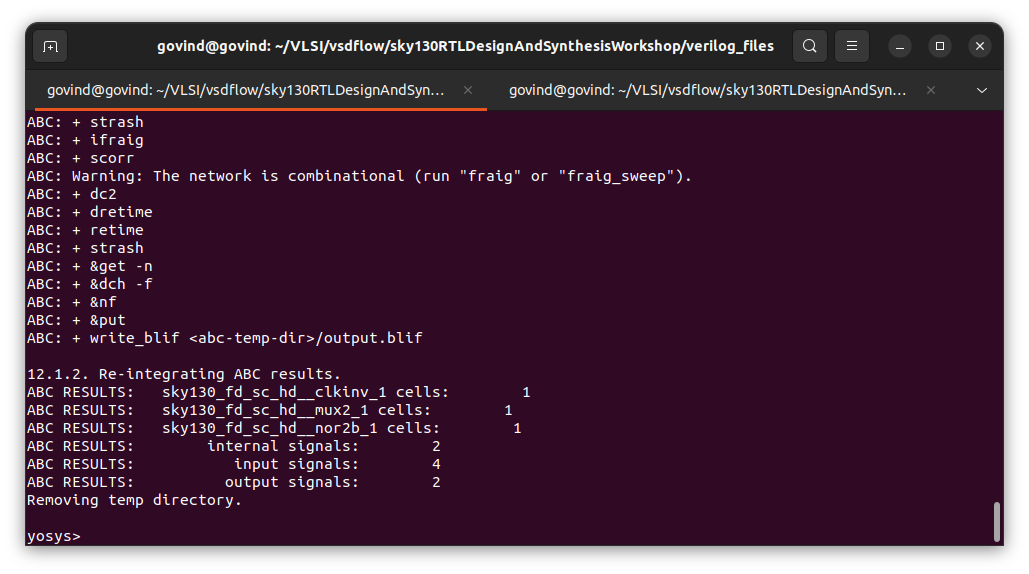 govind@govind: ~/VLSI/vsdflow/sky130RTLDesignAndSynthesisWorkshop/verilog_files
govind@govind: ~/VLSI/vsdflow/sky130RTLDesignAndSyn...
govind@govind: ~/VLSI/vsdflow/sky130RTLDesignAndSyn...
ABC: + strash
ABC: + ifraig
ABC: + scorr
ABC: Warning: The network is combinational (run "fraig" or "fraig_sweep").
ABC: + dc2
ABC: + dretime
ABC: + retime
ABC: + strash
ABC: + &get -n
ABC: + &dch -f
ABC: + &nf
ABC: + &put
ABC: + write_blif <abc-temp-dir>/output.blif
12.1.2. Re-integrating ABC results.
ABC RESULTS:   sky130_fd_sc_hd__clkinv_1 cells:        1
ABC RESULTS:   sky130_fd_sc_hd__mux2_1 cells:        1
ABC RESULTS:   sky130_fd_sc_hd__nor2b_1 cells:        1
ABC RESULTS:        internal signals:        2
ABC RESULTS:           input signals:        4
ABC RESULTS:          output signals:        2
Removing temp directory.
yosys>